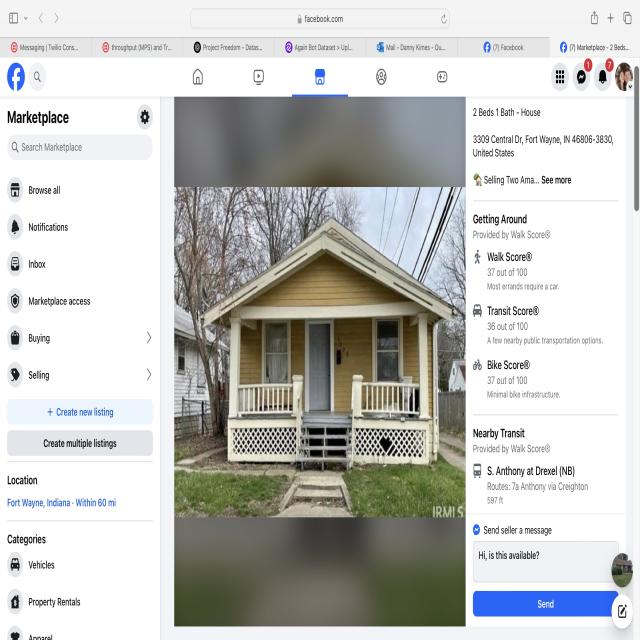 facebook.com
Messaging | Twilio Cons...
throughput (MPS) and Tr...
Project Freedom - Datas...
Again Bot Dataset > Upl...
Mail - Danny Kimes - Ou...
(7) Facebook
(7) Marketplace - 2 Beds...
1
7
Marketplace
Search Marketplace
Browse all
Notifications
Inbox
Marketplace access
Buying
Selling
+ Create new listing
Create multiple listings
Location
Fort Wayne, Indiana · Within 60 mi
Categories
Vehicles
Property Rentals
Apparel
IRMLS
2 Beds 1 Bath - House
3309 Central Dr, Fort Wayne, IN 46806-3830,
United States
Selling Two Ama... See more
Getting Around
Provided by Walk Score®
Walk Score®
37 out of 100
Most errands require a car.
Transit Score®
36 out of 100
A few nearby public transportation options.
Bike Score®
37 out of 100
Minimal bike infrastructure.
Nearby Transit
Provided by Walk Score®
S. Anthony at Drexel (NB)
Routes: 7a Anthony via Creighton
597 ft
Send seller a message
Hi, is this available?
Send